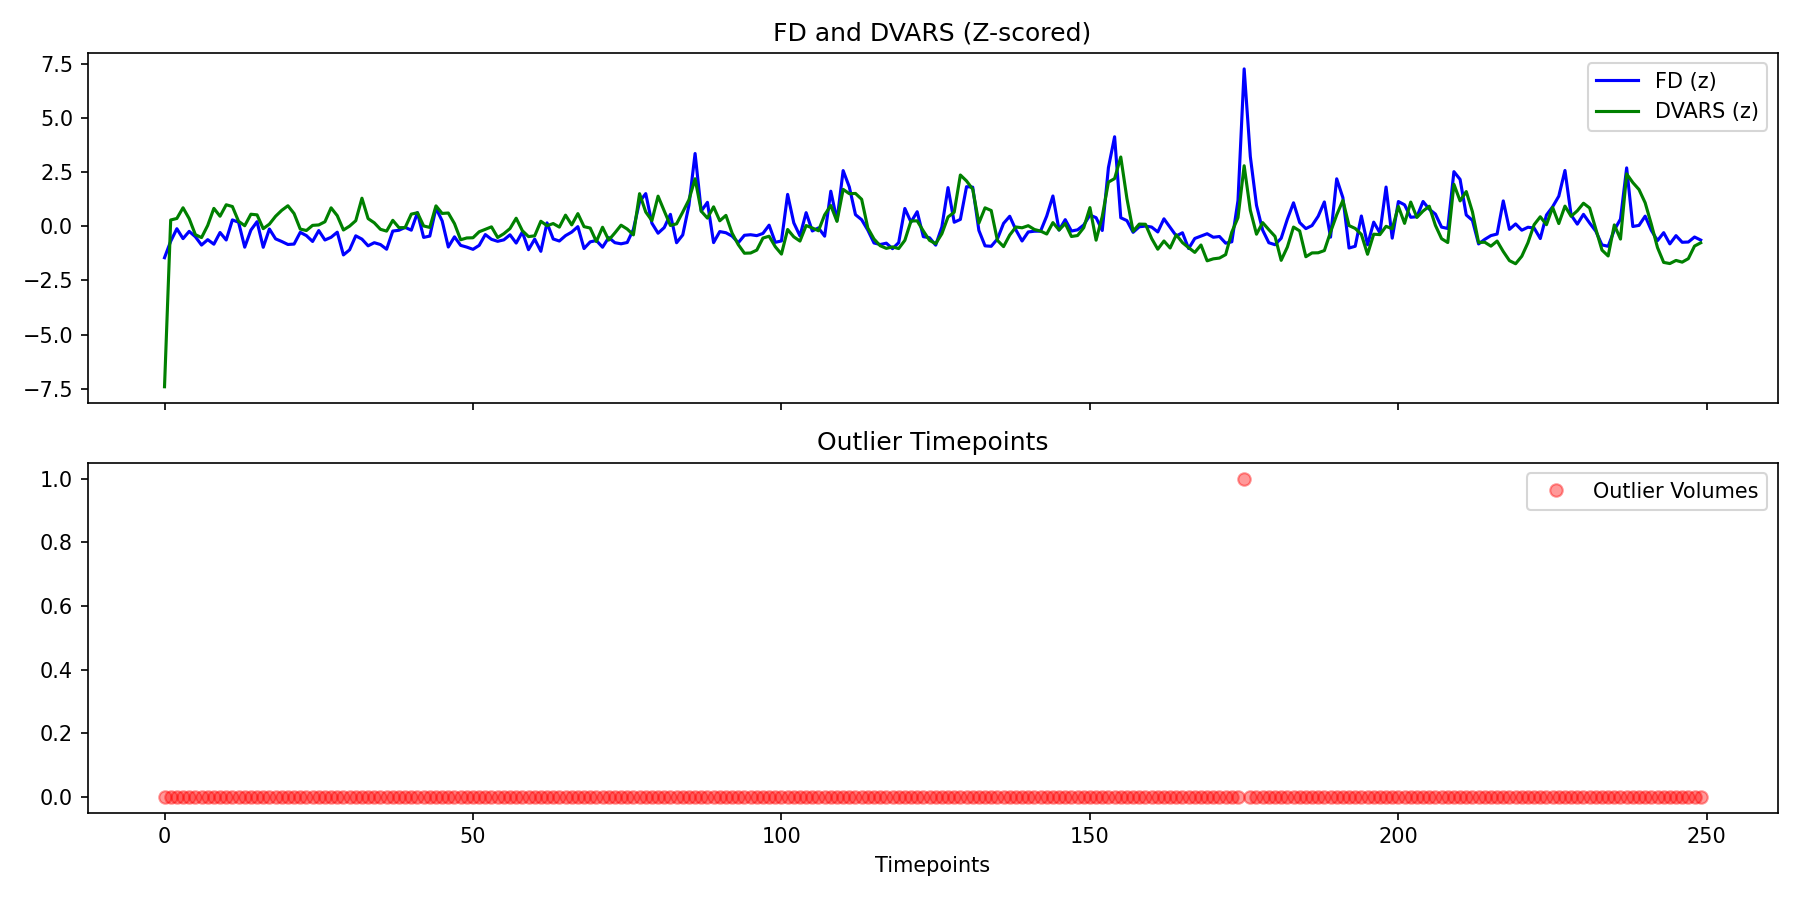 FD and DVARS (Z-scored)
7.5
5.0
2.5
0.0
−2.5
−5.0
−7.5
FD (z)
DVARS (z)
Outlier Timepoints
1.0
0.8
0.6
0.4
0.2
0.0
Outlier Volumes
0 50 100 150 200 250
Timepoints